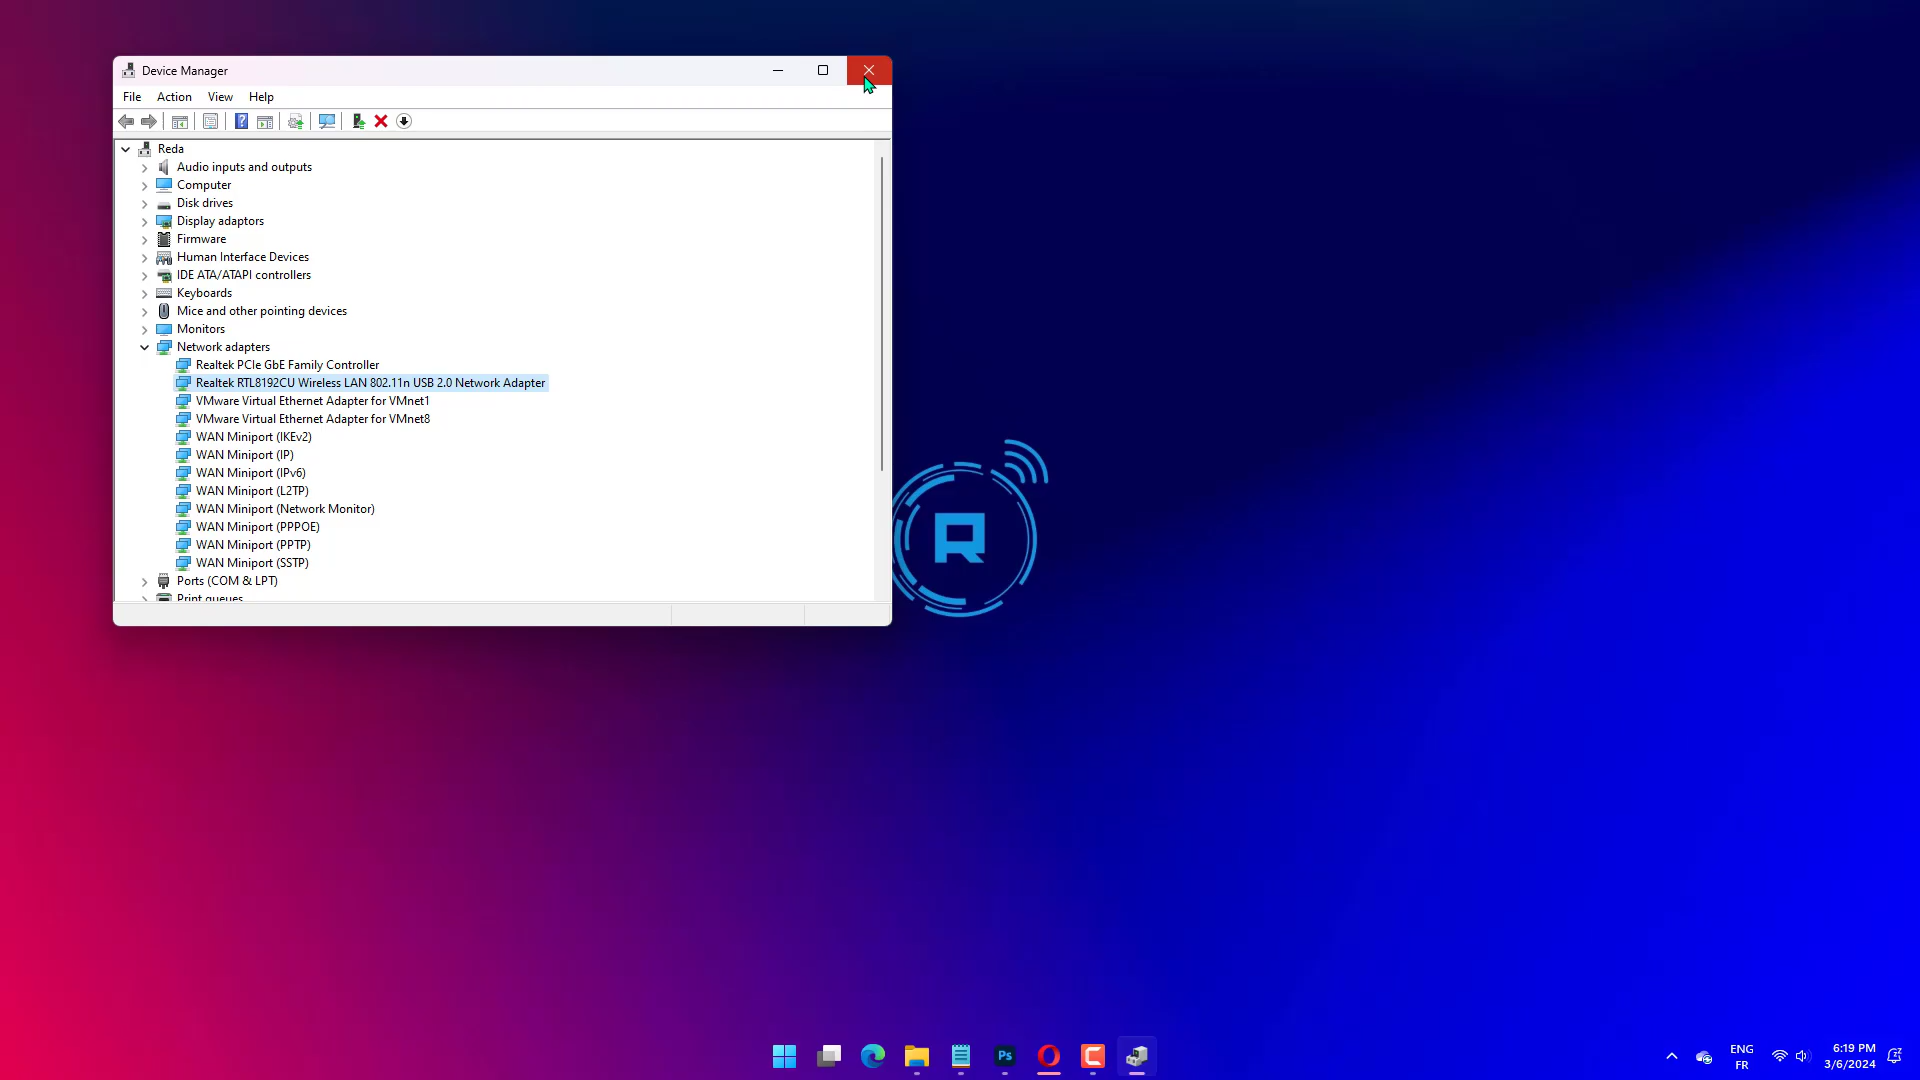 Device Manager
File Action View Help
Reda
Audio inputs and outputs
Computer
Disk drives
Display adaptors
Firmware
Human Interface Devices
IDE ATA/ATAPI controllers
Keyboards
Mice and other pointing devices
Monitors
Network adapters
Realtek PCIe GbE Family Controller
Realtek RTL8192CU Wireless LAN 802.11n USB 2.0 Network Adapter
VMware Virtual Ethernet Adapter for VMnet1
VMware Virtual Ethernet Adapter for VMnet8
WAN Miniport (IKEv2)
WAN Miniport (IP)
WAN Miniport (IPv6)
WAN Miniport (L2TP)
WAN Miniport (Network Monitor)
WAN Miniport (PPPOE)
WAN Miniport (PPTP)
WAN Miniport (SSTP)
Ports (COM & LPT)
Print queues
R
Ps
ENG
FR
6:19 PM
3/6/2024